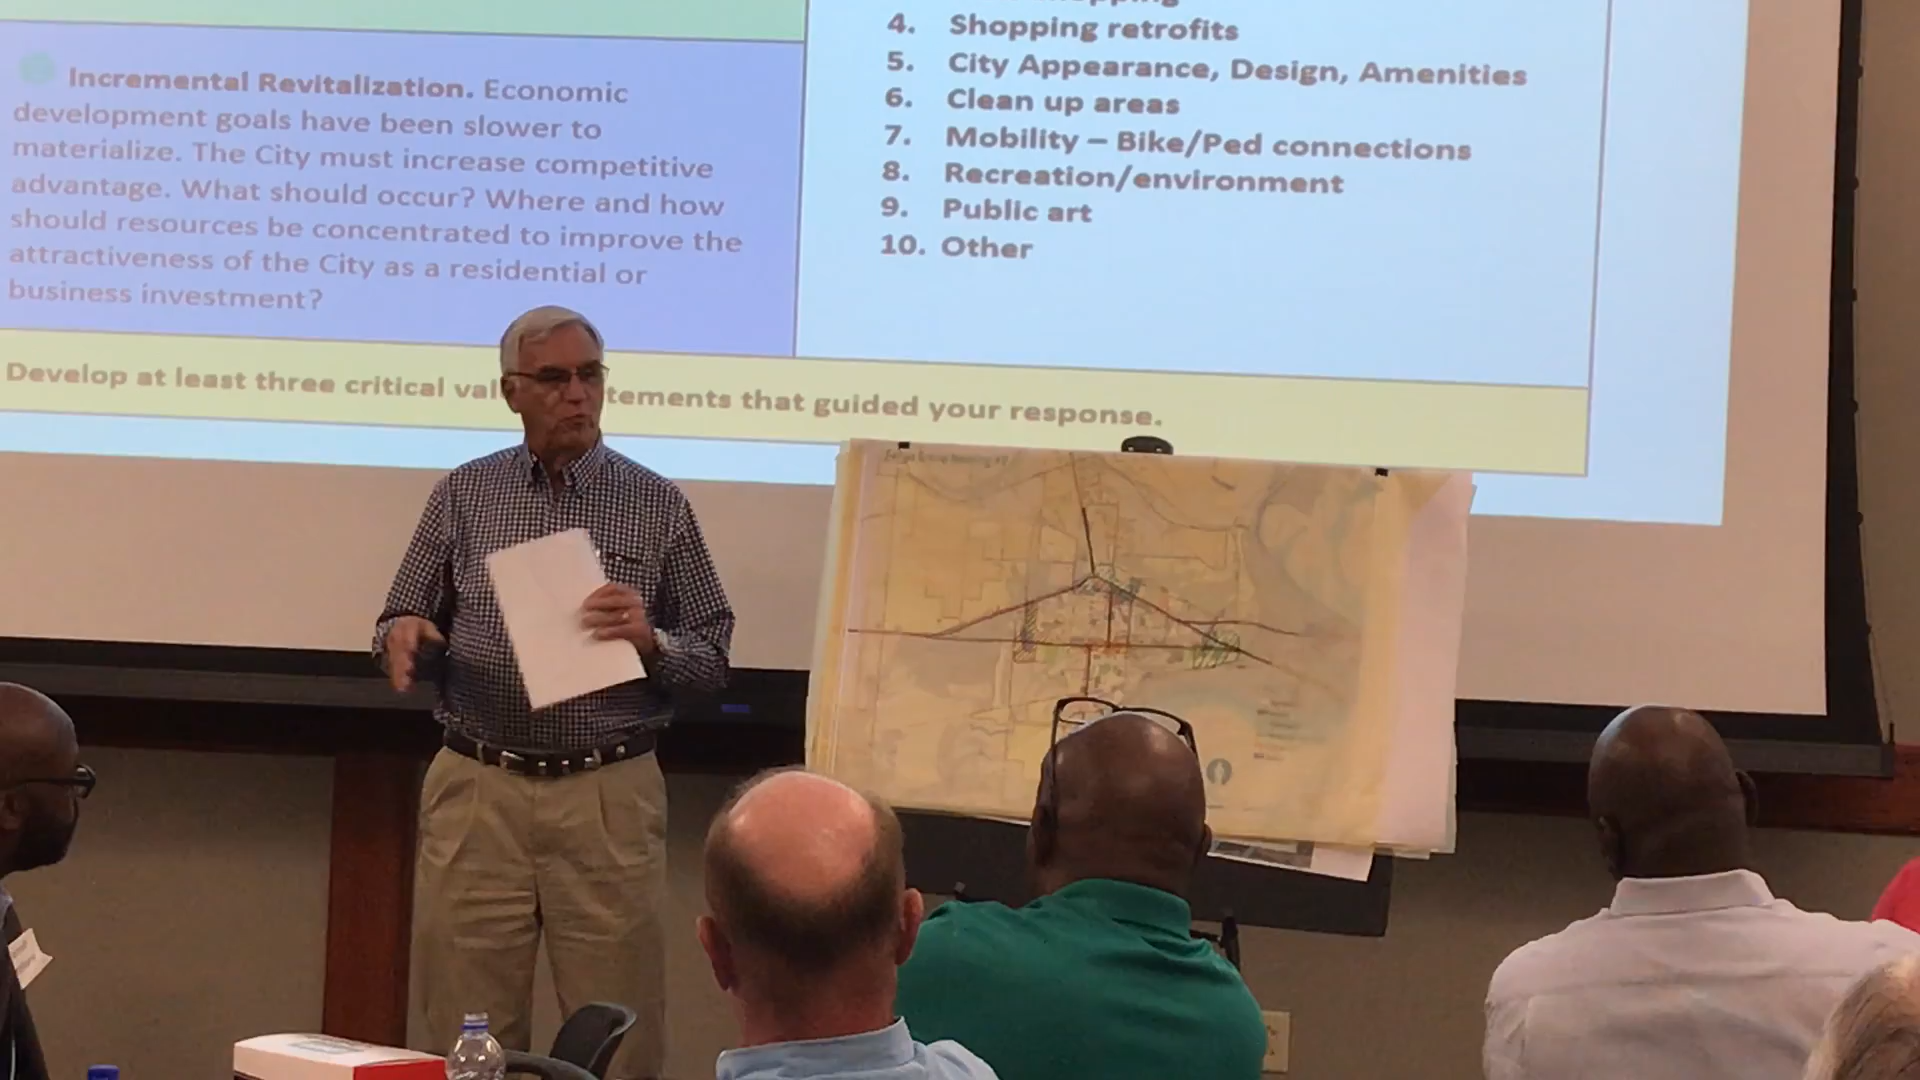 Incremental Revitalization. Economic
development goals have been slower to
materialize. The City must increase competitive
advantage. What should occur? Where and how
should resources be concentrated to improve the
attractiveness of the City as a residential or
business investment?
4. Shopping retrofits
5. City Appearance, Design, Amenities
6. Clean up areas
7. Mobility – Bike/Ped connections
8. Recreation/environment
9. Public art
10. Other
Develop at least three critical val tements that guided your response.